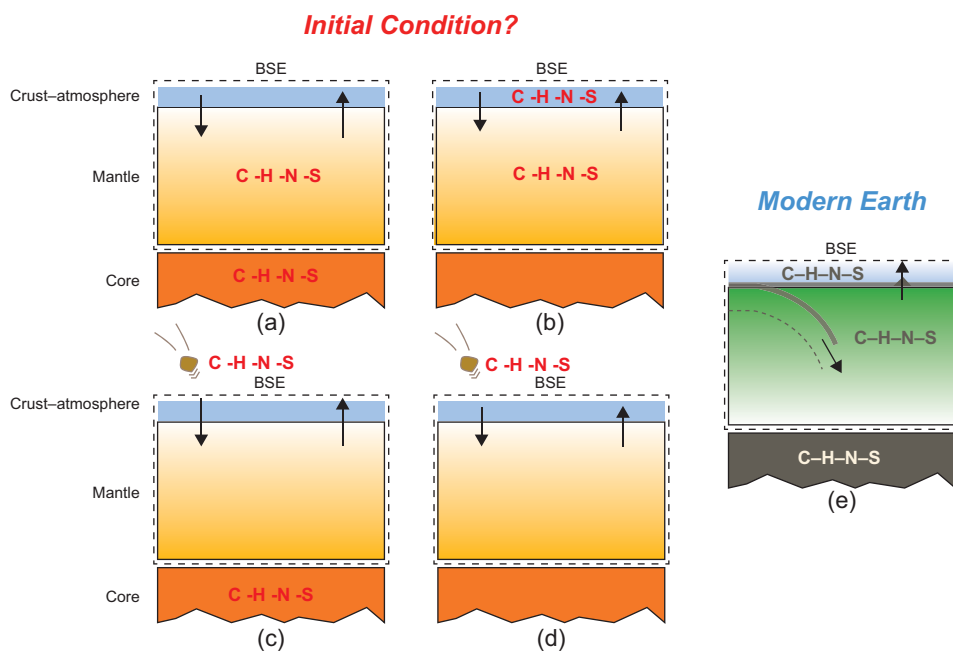 Initial Condition?
BSE
Crust–atmosphere
Mantle
C -H -N -S
Core
C -H -N -S
(a)
BSE
C -H -N -S
C -H -N -S
(b)
C -H -N -S
BSE
Crust–atmosphere
Mantle
Core
C -H -N -S
(c)
C -H -N -S
BSE
(d)
Modern Earth
BSE
C–H–N–S
C–H–N–S
C–H–N–S
(e)